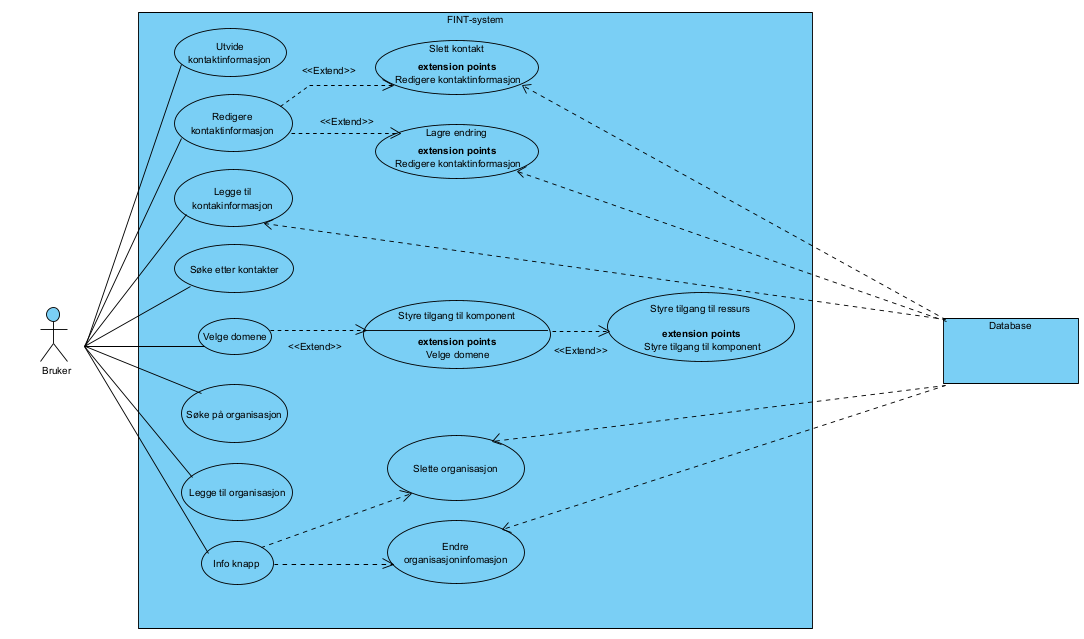 FINT-system
Utvide
kontaktinformasjon
Redigere
kontaktinformasjon
Legge til
kontakinformasjon
Søke etter kontakter
Velge domene
Søke på organisasjon
Legge til organisasjon
Info knapp
Bruker
<<Extend>>
<<Extend>>
<<Extend>>
<<Extend>>
Slett kontakt
extension points
Redigere kontaktinformasjon
Lagre endring
extension points
Redigere kontaktinformasjon
Styre tilgang til komponent
extension points
Velge domene
Styre tilgang til ressurs
extension points
Styre tilgang til komponent
Slette organisasjon
Endre
organisasjoninfomasjon
Database